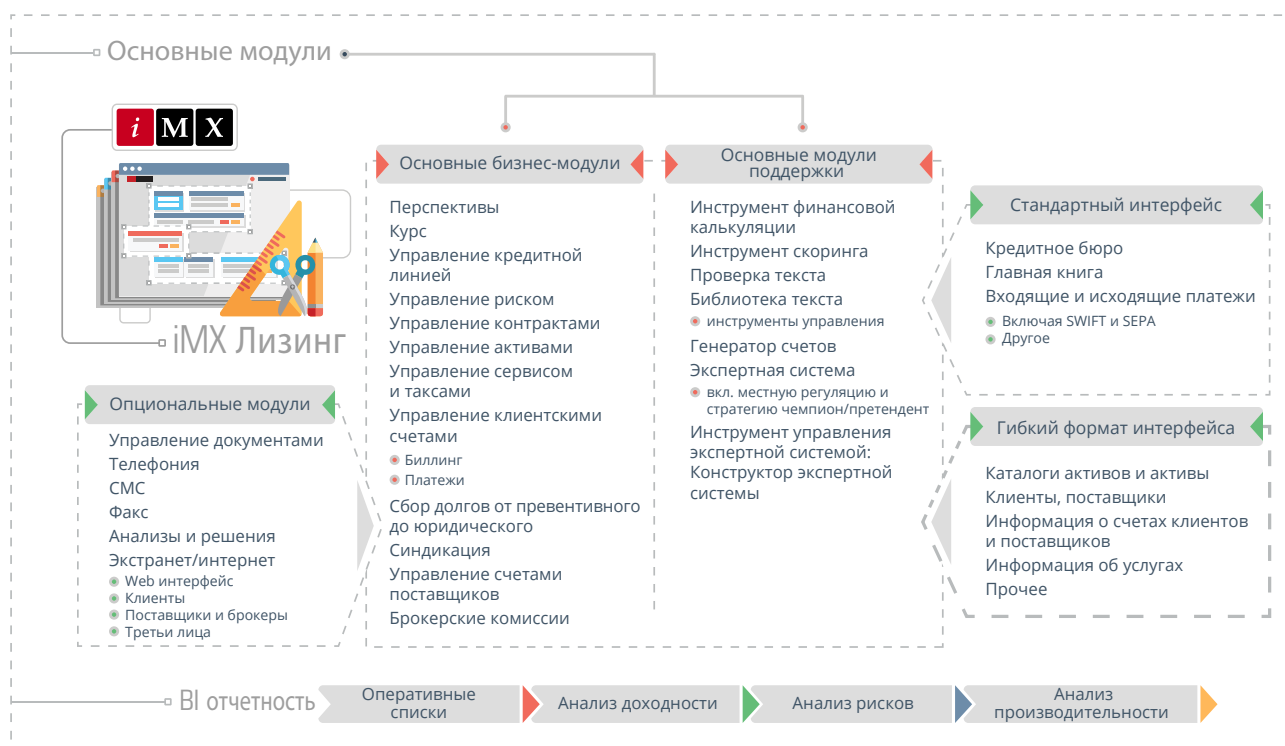 Основные модули
iMX
iMX Лизинг
Опциональные модули
Управление документами
Телефония
СМС
Факс
Анализы и решения
Экстранет/интернет
Web интерфейс
Клиенты
Поставщики и брокеры
Третьи лица
Основные бизнес-модули
Перспективы
Курс
Управление кредитной
линией
Управление риском
Управление контрактами
Управление активами
Управление сервисом
и таксами
Управление клиентскими
счетами
Биллинг
Платежи
Сбор долгов от превентивного
до юридического
Синдикация
Управление счетами
поставщиков
Брокерские комиссии
Основные модули
поддержки
Инструмент финансовой
калькуляции
Инструмент скоринга
Проверка текста
Библиотека текста
инструменты управления
Генератор счетов
Экспертная система
вкл. местную регуляцию и
стратегию чемпион/претендент
Инструмент управления
экспертной системой:
Конструктор экспертной
системы
Стандартный интерфейс
Кредитное бюро
Главная книга
Входящие и исходящие платежи
Включая SWIFT и SEPA
Другое
Гибкий формат интерфейса
Каталоги активов и активы
Клиенты, поставщики
Информация о счетах клиентов
и поставщиков
Информация об услугах
Прочее
BI отчетность
Оперативные
списки
Анализ доходности
Анализ рисков
Анализ
производительности